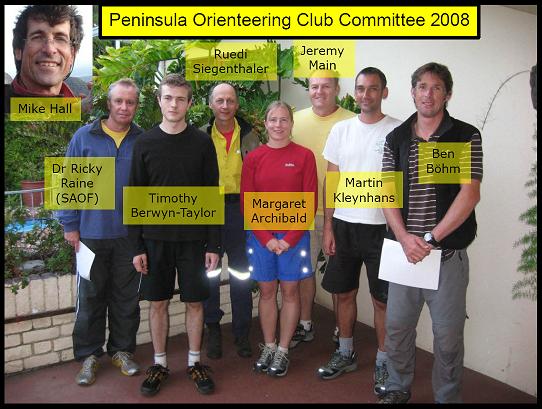 Peninsula Orienteering Club Committee 2008
Mike Hall
Ruedi
Siegenthaler
Jeremy
Main
Dr Ricky
Raine
(SAOF)
Timothy
Berwyn-Taylor
Margaret
Archibald
Martin
Kleynhans
Ben
Böhm